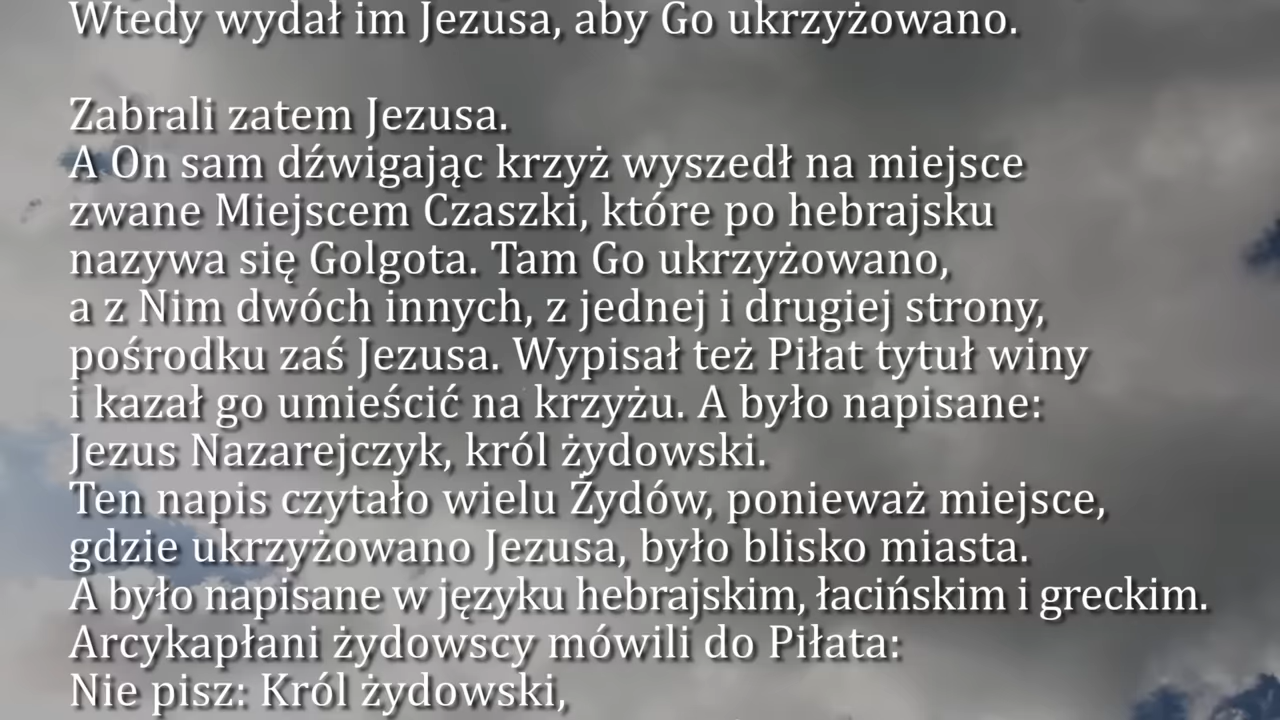 Wtedy wydał im Jezusa, aby Go ukrzyżowano.
Zabrali zatem Jezusa.
A On sam dźwigając krzyż wyszedł na miejsce
zwane Miejscem Czaszki, które po hebrajsku
nazywa się Golgota. Tam Go ukrzyżowano,
a z Nim dwóch innych, z jednej i drugiej strony,
pośrodku zaś Jezusa. Wypisał też Piłat tytuł winy
i kazał go umieścić na krzyżu. A było napisane:
Jezus Nazarejczyk, król żydowski.
Ten napis czytało wielu Żydów, ponieważ miejsce,
gdzie ukrzyżowano Jezusa, było blisko miasta.
A było napisane w języku hebrajskim, łacińskim i greckim.
Arcykapłani żydowscy mówili do Piłata:
Nie pisz: Król żydowski,